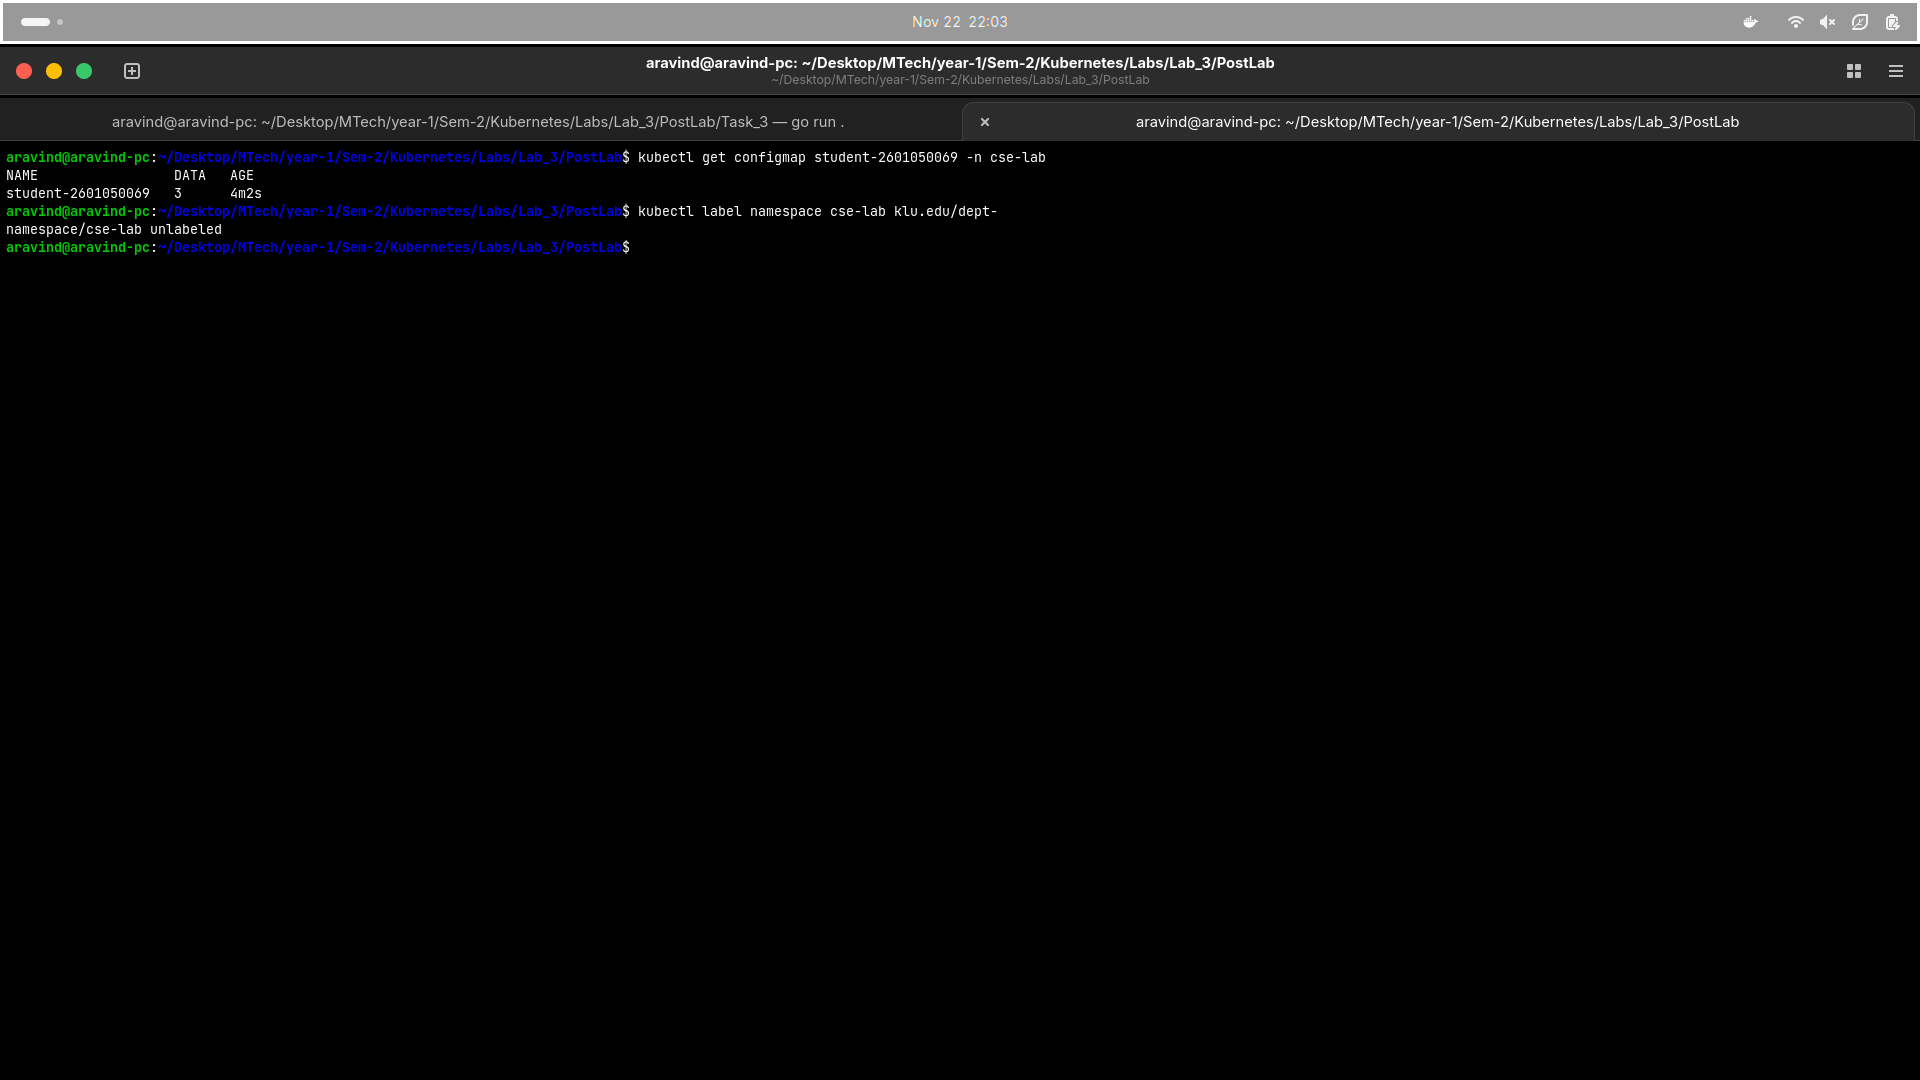 Nov 22 22:03
aravind@aravind-pc: ~/Desktop/MTech/year-1/Sem-2/Kubernetes/Labs/Lab_3/PostLab
~/Desktop/MTech/year-1/Sem-2/Kubernetes/Labs/Lab_3/PostLab
aravind@aravind-pc: ~/Desktop/MTech/year-1/Sem-2/Kubernetes/Labs/Lab_3/PostLab/Task_3 — go run .
aravind@aravind-pc: ~/Desktop/MTech/year-1/Sem-2/Kubernetes/Labs/Lab_3/PostLab
aravind@aravind-pc:~/Desktop/MTech/year-1/Sem-2/Kubernetes/Labs/Lab_3/PostLab$ kubectl get configmap student-2601050069 -n cse-lab
NAME                 DATA   AGE
student-2601050069   3      4m2s
aravind@aravind-pc:~/Desktop/MTech/year-1/Sem-2/Kubernetes/Labs/Lab_3/PostLab$ kubectl label namespace cse-lab klu.edu/dept-
namespace/cse-lab unlabeled
aravind@aravind-pc:~/Desktop/MTech/year-1/Sem-2/Kubernetes/Labs/Lab_3/PostLab$